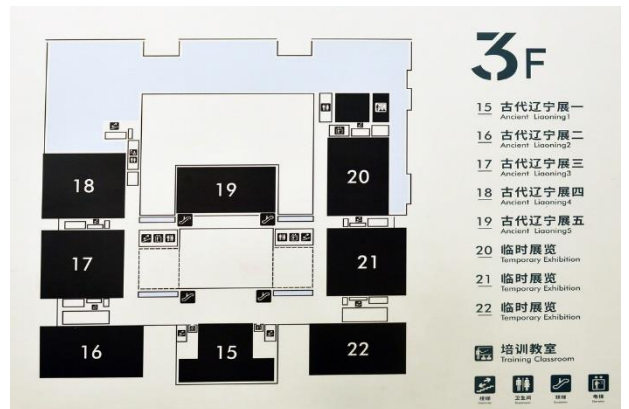 3F
15 古代辽宁展一
Ancient Liaoning1
16 古代辽宁展二
Ancient Liaoning2
17 古代辽宁展三
Ancient Liaoning3
18 古代辽宁展四
Ancient Liaoning4
19 古代辽宁展五
Ancient Liaoning5
20 临时展览
Temporary Exhibition
21 临时展览
Temporary Exhibition
22 临时展览
Temporary Exhibition
培训教室
Training Classroom
楼梯 卫生间 扶梯 电梯
18
19
20
17
21
16
15
22